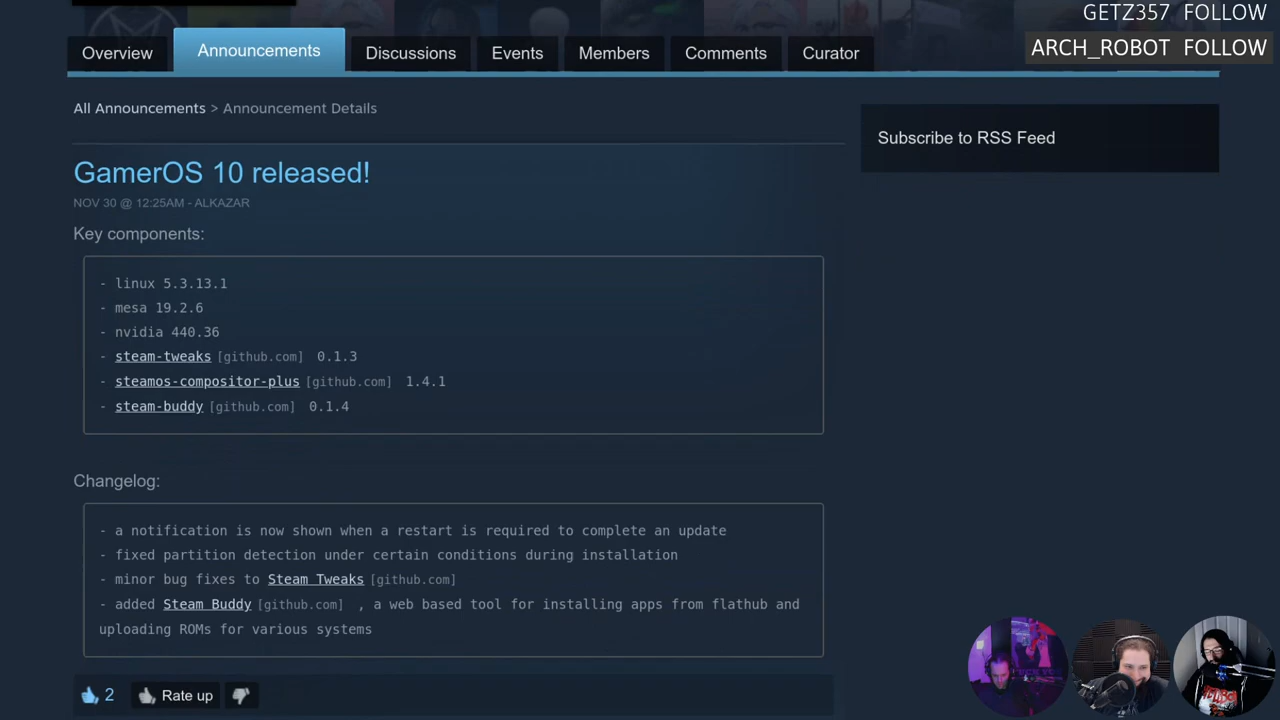 GETZ357 FOLLOW
ARCH_ROBOT FOLLOW
Overview
Announcements
Discussions
Events
Members
Comments
Curator
All Announcements > Announcement Details
Subscribe to RSS Feed
GamerOS 10 released!
NOV 30 @ 12:25AM - ALKAZAR
Key components:
- linux 5.3.13.1
- mesa 19.2.6
- nvidia 440.36
- steam-tweaks [github.com] 0.1.3
- steamos-compositor-plus [github.com] 1.4.1
- steam-buddy [github.com] 0.1.4
Changelog:
- a notification is now shown when a restart is required to complete an update
- fixed partition detection under certain conditions during installation
- minor bug fixes to Steam Tweaks [github.com]
- added Steam Buddy [github.com] , a web based tool for installing apps from flathub and
uploading ROMs for various systems
2
Rate up